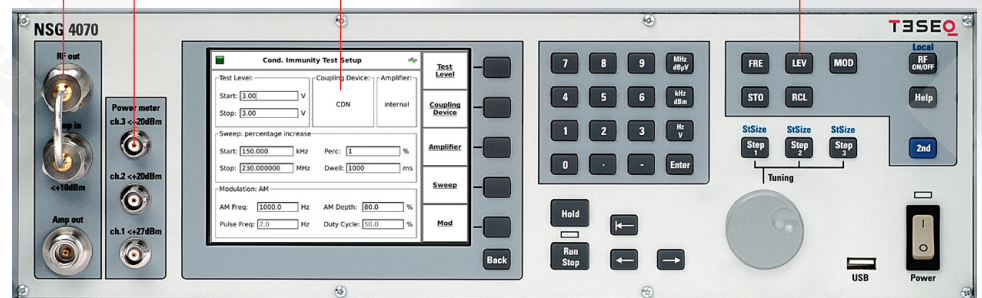 NSG 4070
TESEQ
RF out
Amp in
<+10dBm
Amp out
Power meter
ch.3 <+20dBm
ch.2 <+20dBm
ch.1 <+27dBm
Cond. Immunity Test Setup
Test Level:
Start: 3.00 V
Stop: 3.00 V
Coupling Device:
CDN
Amplifier:
internal
Sweep: percentage increase
Start: 150.000 kHz Perc: 1 %
Stop: 230.000000 MHz Dwell: 1000 ms
Modulation: AM
AM Freq: 1000.0 Hz AM Depth: 80.0 %
Pulse Freq: 2.0 Hz Duty Cycle: 50.0 %
Test
Level
Coupling
Device
Amplifier
Sweep
Mod
Back
7 8 9 MHz dBµV
4 5 6 kHz dBm
1 2 3 Hz V
0 . - Enter
Hold
Run
Stop
FRE LEV MOD
STO RCL
Local
RF
ON/OFF
Help
2nd
StSize StSize StSize
Step 1 Step 2 Step 3
Tuning
USB
Power
I
O